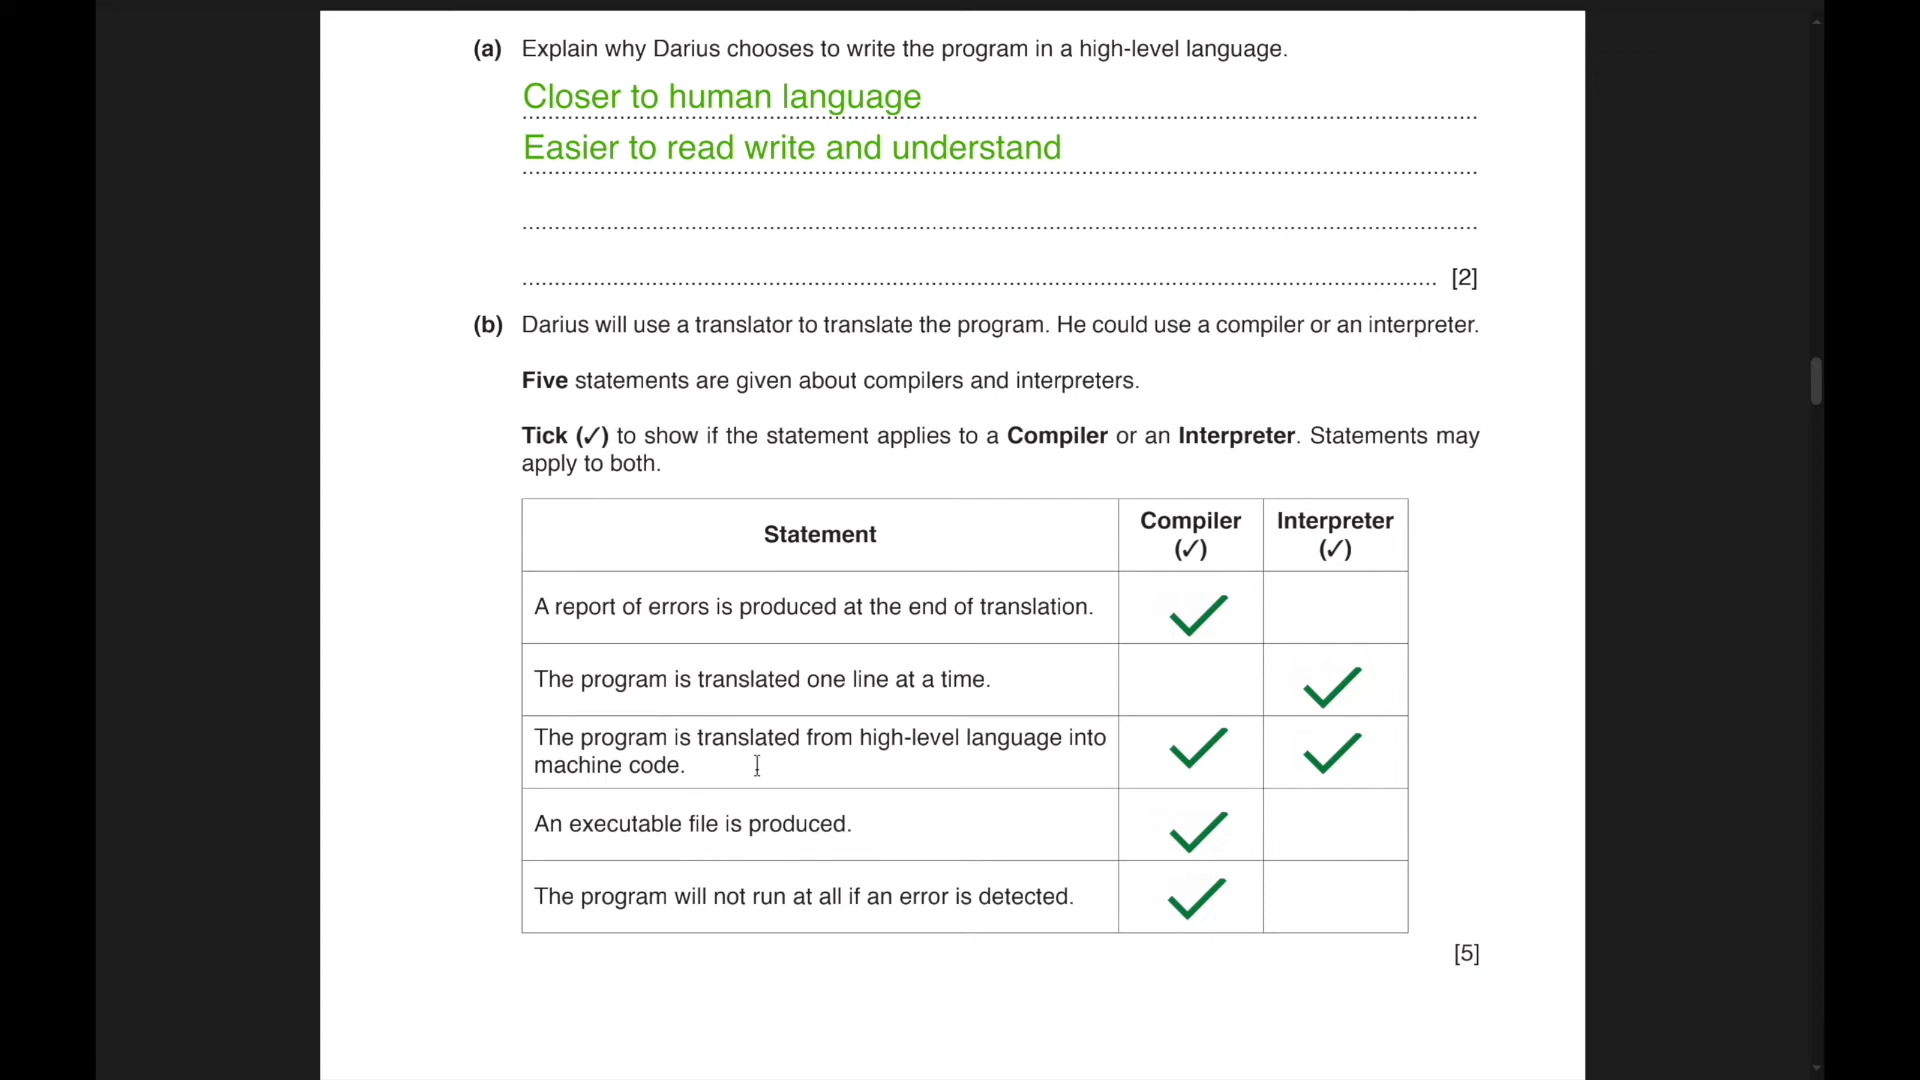 (a) Explain why Darius chooses to write the program in a high-level language.
Closer to human language
Easier to read write and understand
[2]
(b) Darius will use a translator to translate the program. He could use a compiler or an interpreter.
Five statements are given about compilers and interpreters.
Tick (✓) to show if the statement applies to a Compiler or an Interpreter. Statements may
apply to both.
Statement Compiler (✓) Interpreter (✓)
A report of errors is produced at the end of translation. ✓
The program is translated one line at a time. ✓
The program is translated from high-level language into
machine code. ✓ ✓
An executable file is produced. ✓
The program will not run at all if an error is detected. ✓
[5]